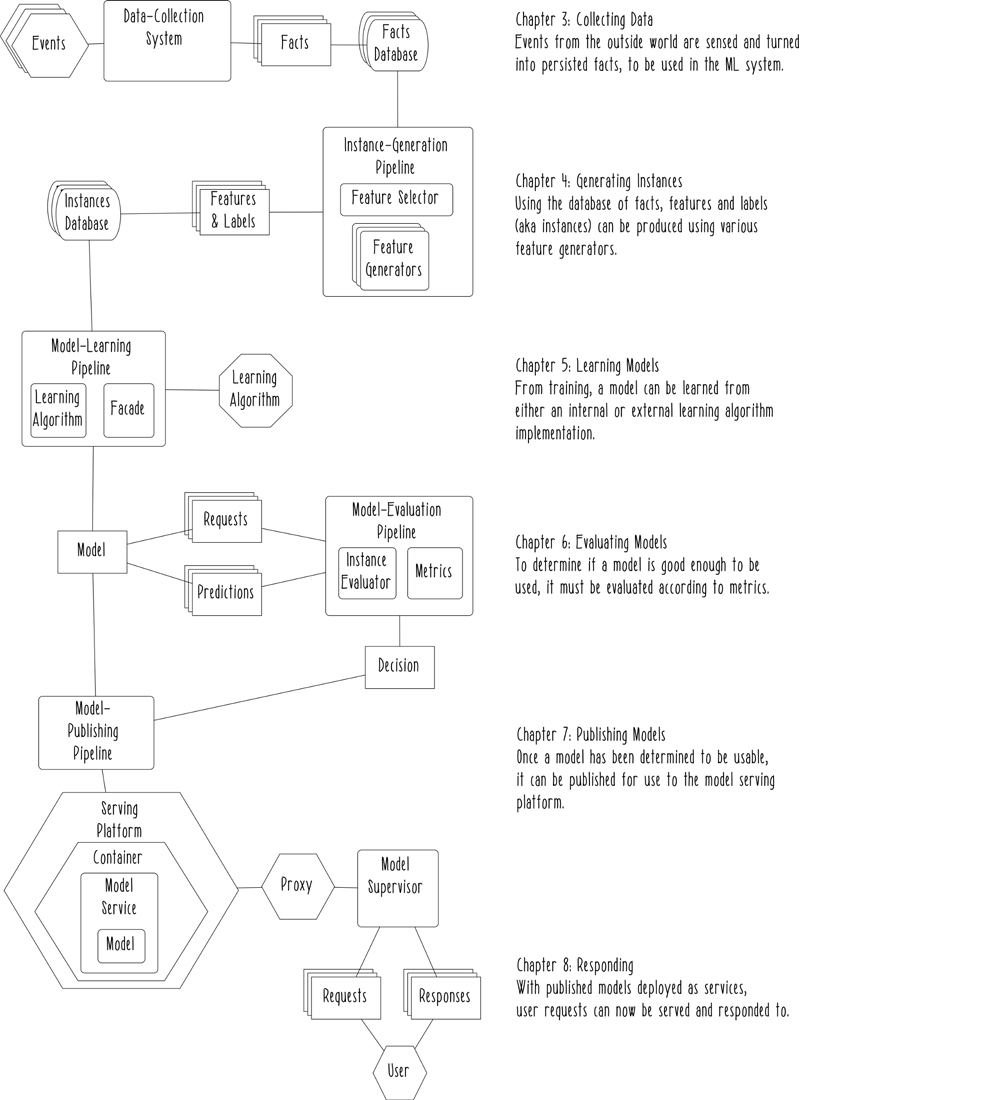 Events
Data-Collection
System
Facts
Facts
Database
Chapter 3: Collecting Data
Events from the outside world are sensed and turned
into persisted facts, to be used in the ML system.
Instance-Generation
Pipeline
Feature Selector
Feature
Generators
Features
& Labels
Instances
Database
Chapter 4: Generating Instances
Using the database of facts, features and labels
(aka instances) can be produced using various
feature generators.
Model-Learning
Pipeline
Learning
Algorithm
Facade
Learning
Algorithm
Chapter 5: Learning Models
From training, a model can be learned from
either an internal or external learning algorithm
implementation.
Model
Requests
Predictions
Model-Evaluation
Pipeline
Instance
Evaluator
Metrics
Decision
Chapter 6: Evaluating Models
To determine if a model is good enough to be
used, it must be evaluated according to metrics.
Model-
Publishing
Pipeline
Chapter 7: Publishing Models
Once a model has been determined to be usable,
it can be published for use to the model serving
platform.
Serving
Platform
Container
Model
Service
Model
Proxy
Model
Supervisor
Requests
Responses
User
Chapter 8: Responding
With published models deployed as services,
user requests can now be served and responded to.